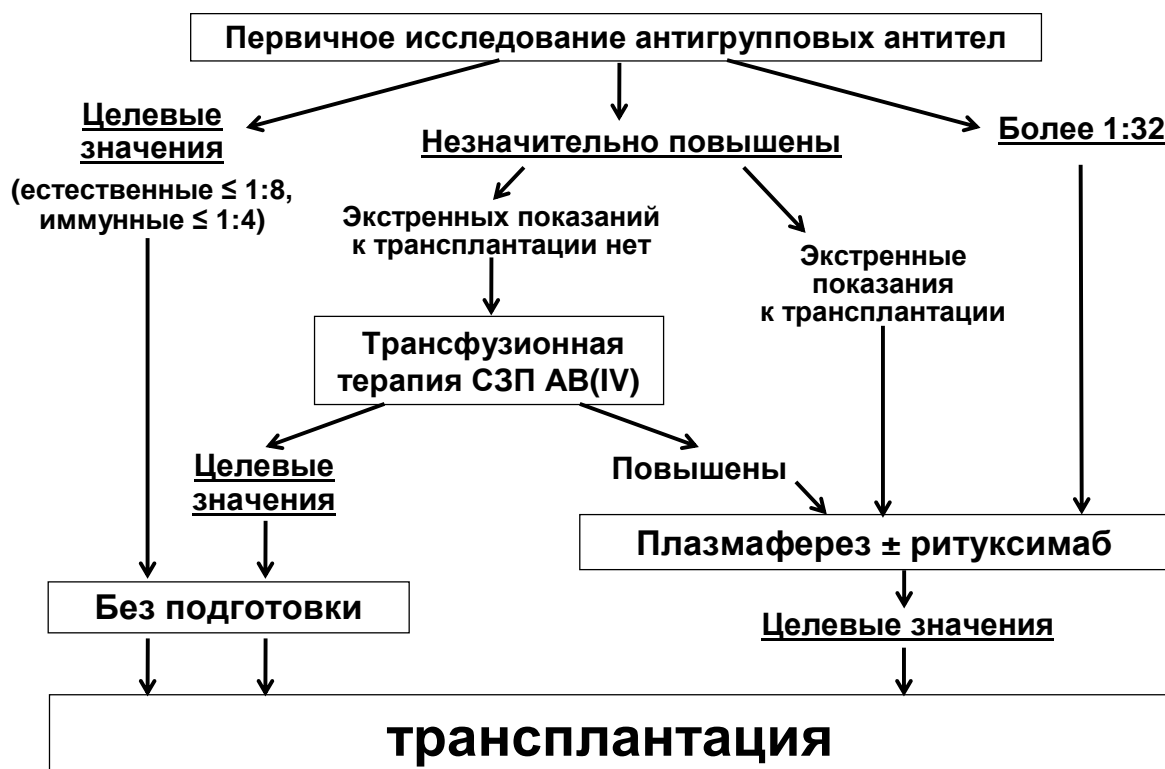 Первичное исследование антигрупповых антител
Целевые
значения
(естественные ≤ 1:8,
иммунные ≤ 1:4)
Незначительно повышены
Более 1:32
Экстренных показаний
к трансплантации нет
Экстренные
показания
к трансплантации
Трансфузионная
терапия СЗП АВ(IV)
Целевые
значения
Повышены
Плазмаферез ± ритуксимаб
Без подготовки
Целевые значения
трансплантация